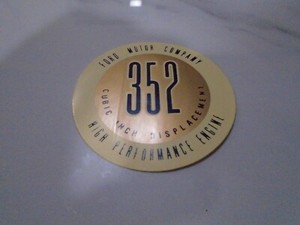 FORD MOTOR COMPANY
352
CUBIC INCH DISPLACEMENT
HIGH PERFORMANCE ENGINE